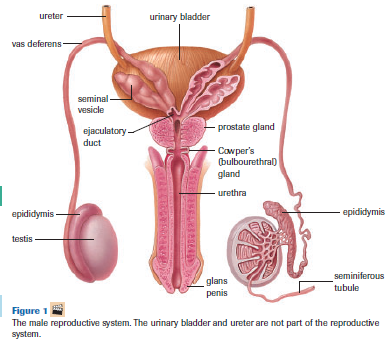 ureter
urinary bladder
vas deferens
seminal
vesicle
ejaculatory
duct
prostate gland
Cowper's
(bulbourethral)
gland
urethra
epididymis
epididymis
testis
glans
penis
seminiferous
tubule
Figure 1
The male reproductive system. The urinary bladder and ureter are not part of the reproductive
system.